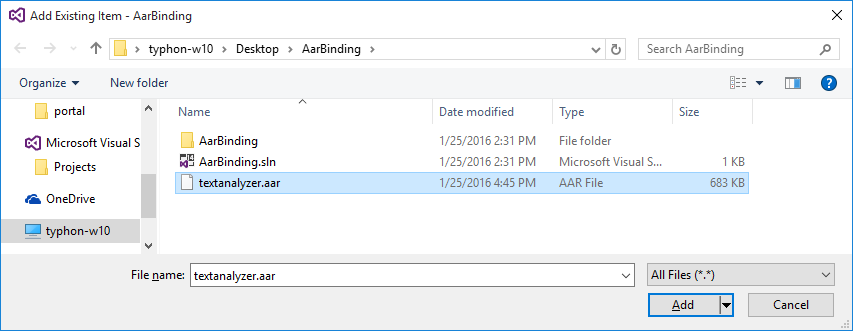 Add Existing Item - AarBinding
typhon-w10 Desktop AarBinding Search AarBinding
Organize New folder ?
Name Date modified Type Size
portal
Microsoft Visual S
Projects
OneDrive
typhon-w10
AarBinding 1/25/2016 2:31 PM File folder
AarBinding.sln 1/25/2016 2:31 PM Microsoft Visual S... 1 KB
textanalyzer.aar 1/25/2016 4:45 PM AAR File 683 KB
File name: textanalyzer.aar All Files (*.*)
Add Cancel